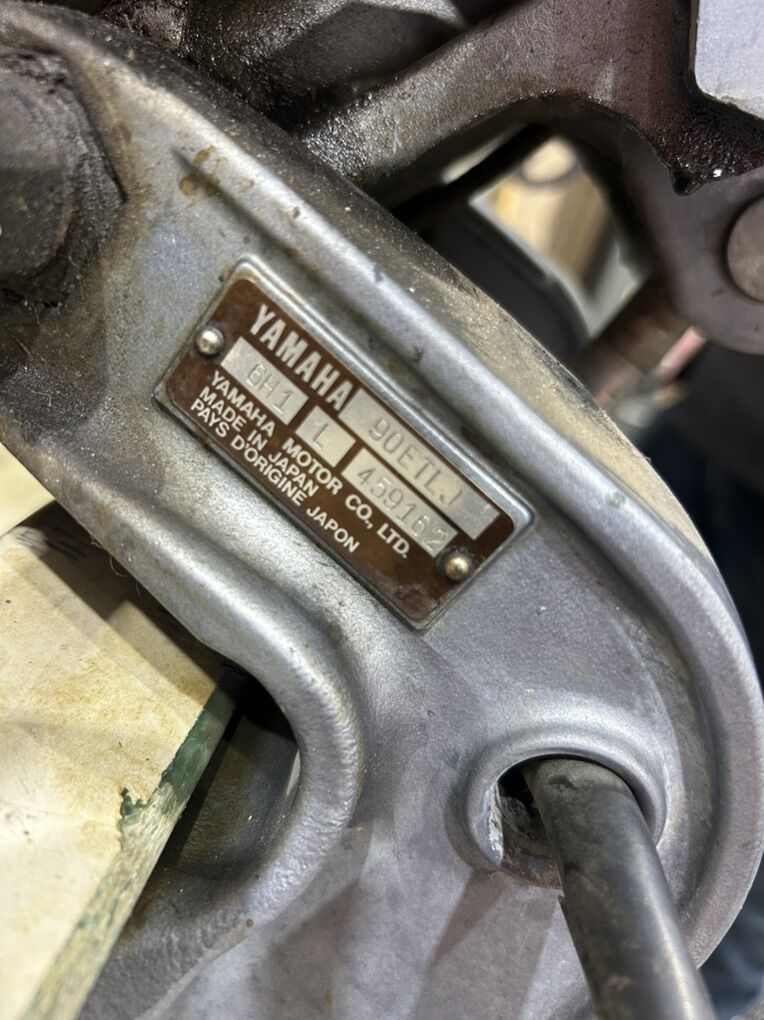 YAMAHA 90ETLJ
6H1 L 459162
YAMAHA MOTOR CO., LTD.
MADE IN JAPAN
PAYS D'ORIGINE JAPON